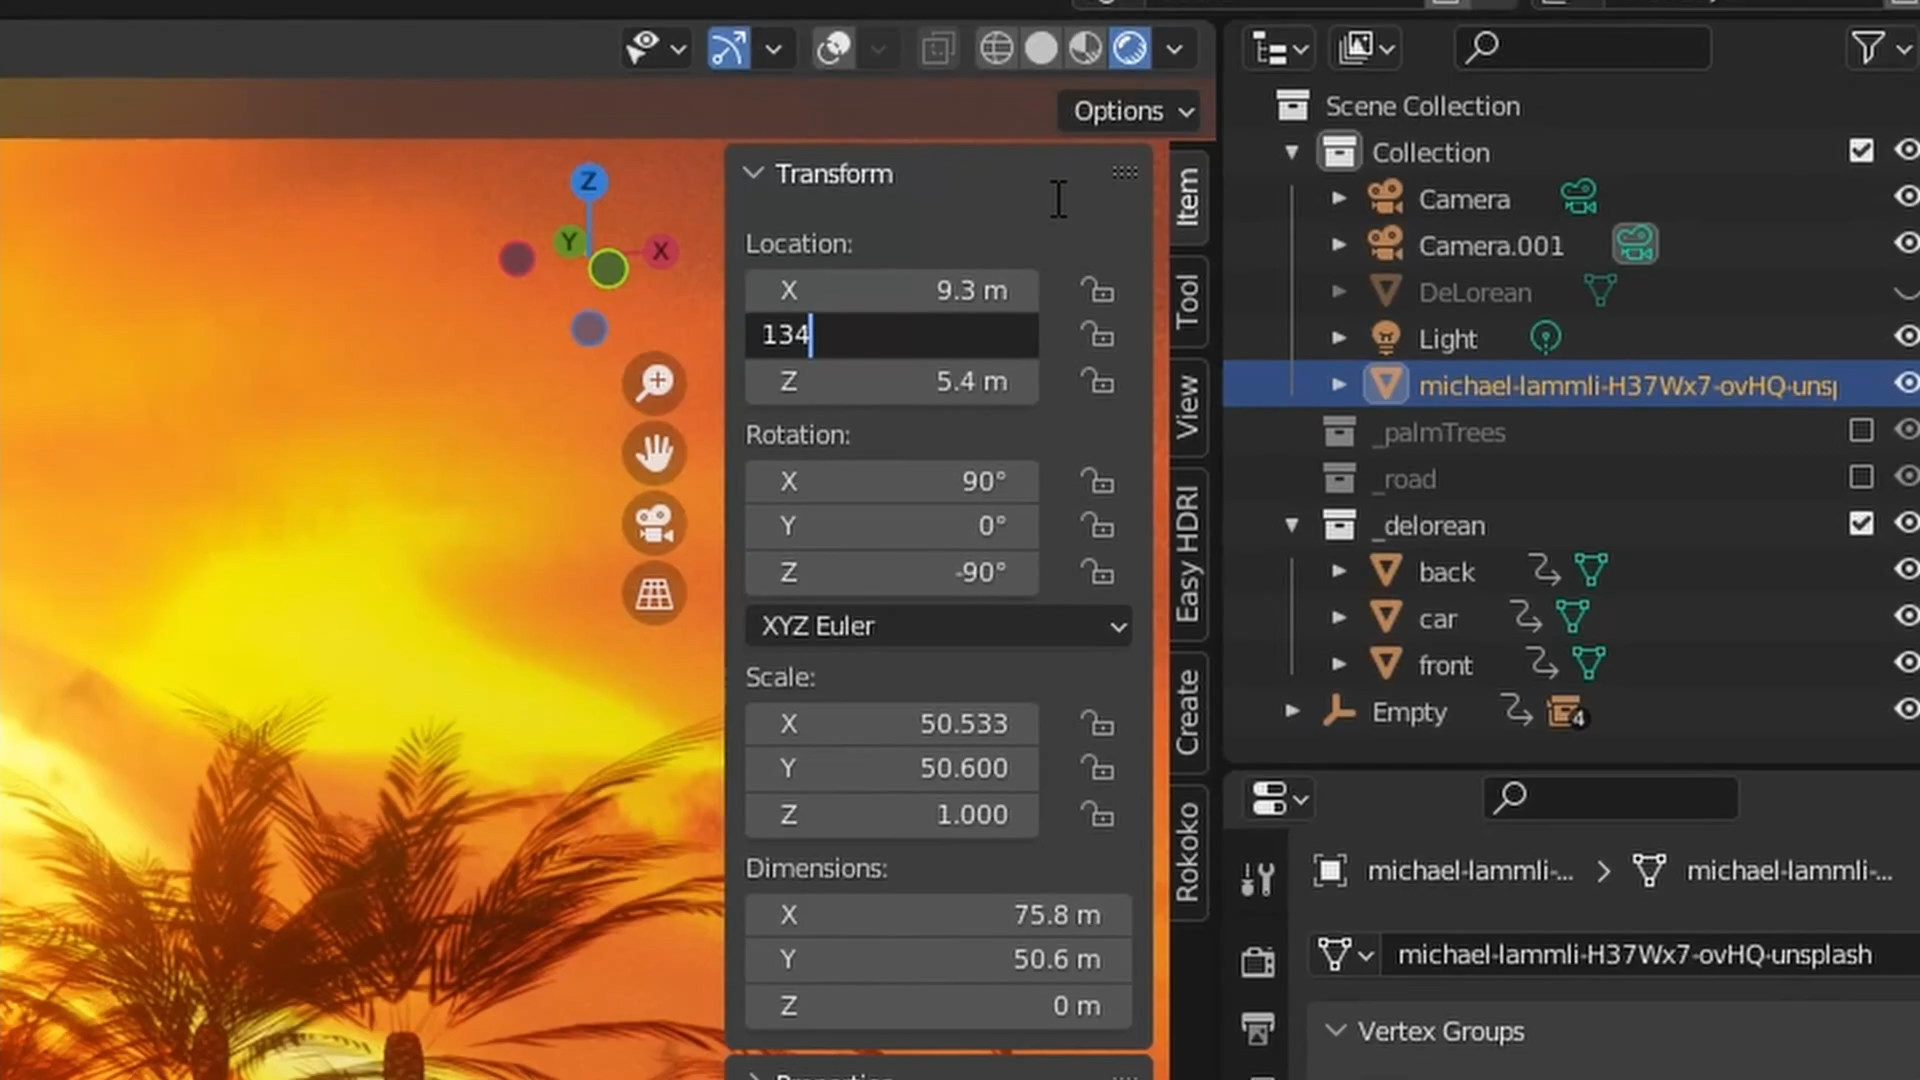 Options
Transform
Location:
X 9.3 m
134
Z 5.4 m
Rotation:
X 90°
Y 0°
Z -90°
XYZ Euler
Scale:
X 50.533
Y 50.600
Z 1.000
Dimensions:
X 75.8 m
Y 50.6 m
Z 0 m
Z
Y
X
Item
Tool
View
Easy HDRI
Create
Rokoko
Scene Collection
Collection
Camera
Camera.001
DeLorean
Light
michael-lammli-H37Wx7-ovHQ-unsp
_palmTrees
_road
_delorean
back
car
front
Empty 4
michael-lammli-... > michael-lammli-...
michael-lammli-H37Wx7-ovHQ-unsplash
Vertex Groups